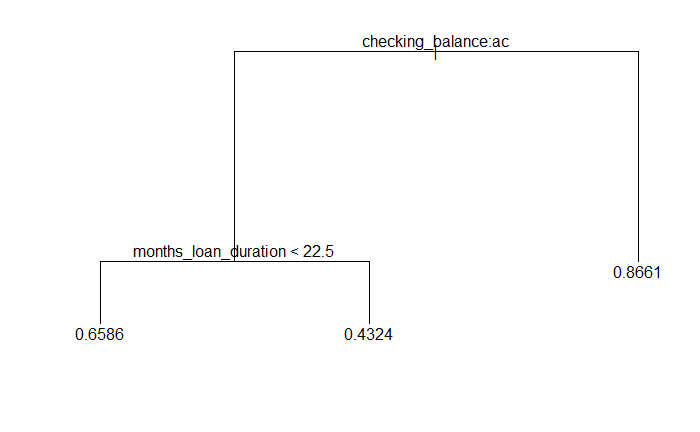 checking_balance:ac
months_loan_duration < 22.5
0.8661
0.6586
0.4324